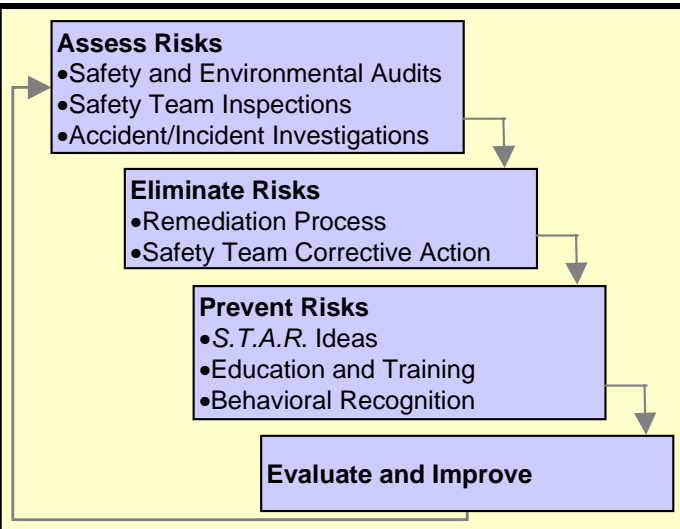 Assess Risks
•Safety and Environmental Audits
•Safety Team Inspections
•Accident/Incident Investigations
Eliminate Risks
•Remediation Process
•Safety Team Corrective Action
Prevent Risks
•S.T.A.R. Ideas
•Education and Training
•Behavioral Recognition
Evaluate and Improve